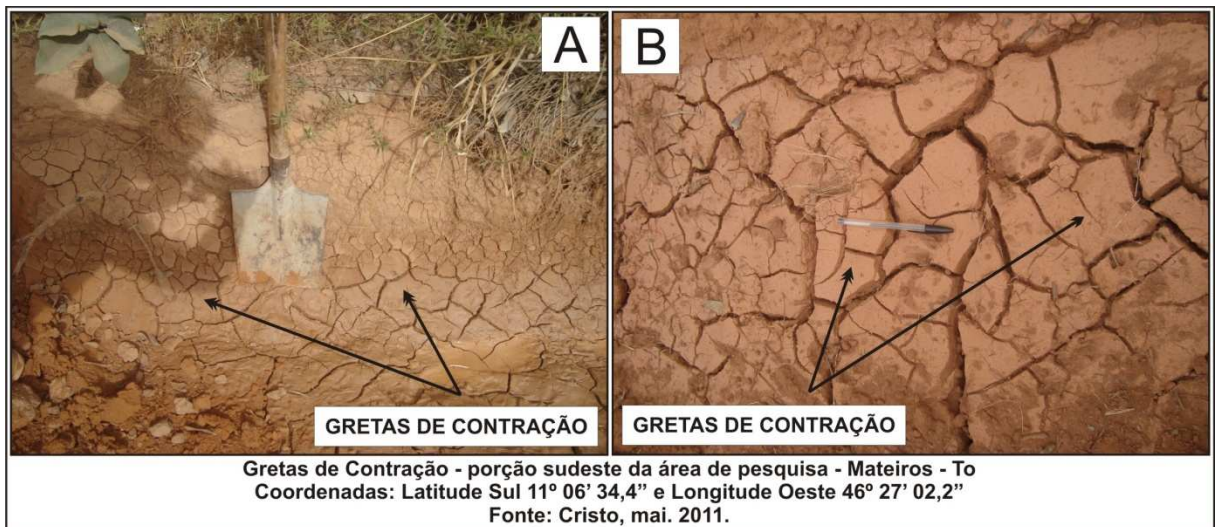 A
B
GRETAS DE CONTRAÇÃO
GRETAS DE CONTRAÇÃO
Gretas de Contração - porção sudeste da área de pesquisa - Mateiros - To
Coordenadas: Latitude Sul 11º 06’ 34,4” e Longitude Oeste 46º 27’ 02,2”
Fonte: Cristo, mai. 2011.